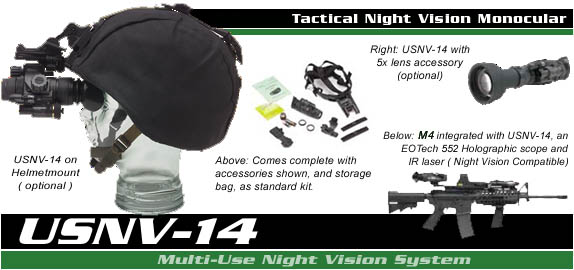 Tactical Night Vision Monocular
Right: USNV-14 with
5x lens accessory
(optional)
Below: M4 integrated with USNV-14, an
EOTech 552 Holographic scope and
IR laser ( Night Vision Compatible)
USNV-14 on
Helmetmount
( optional )
Above: Comes complete with
accessories shown, and storage
bag, as standard kit.
USNV-14
Multi-Use Night Vision System